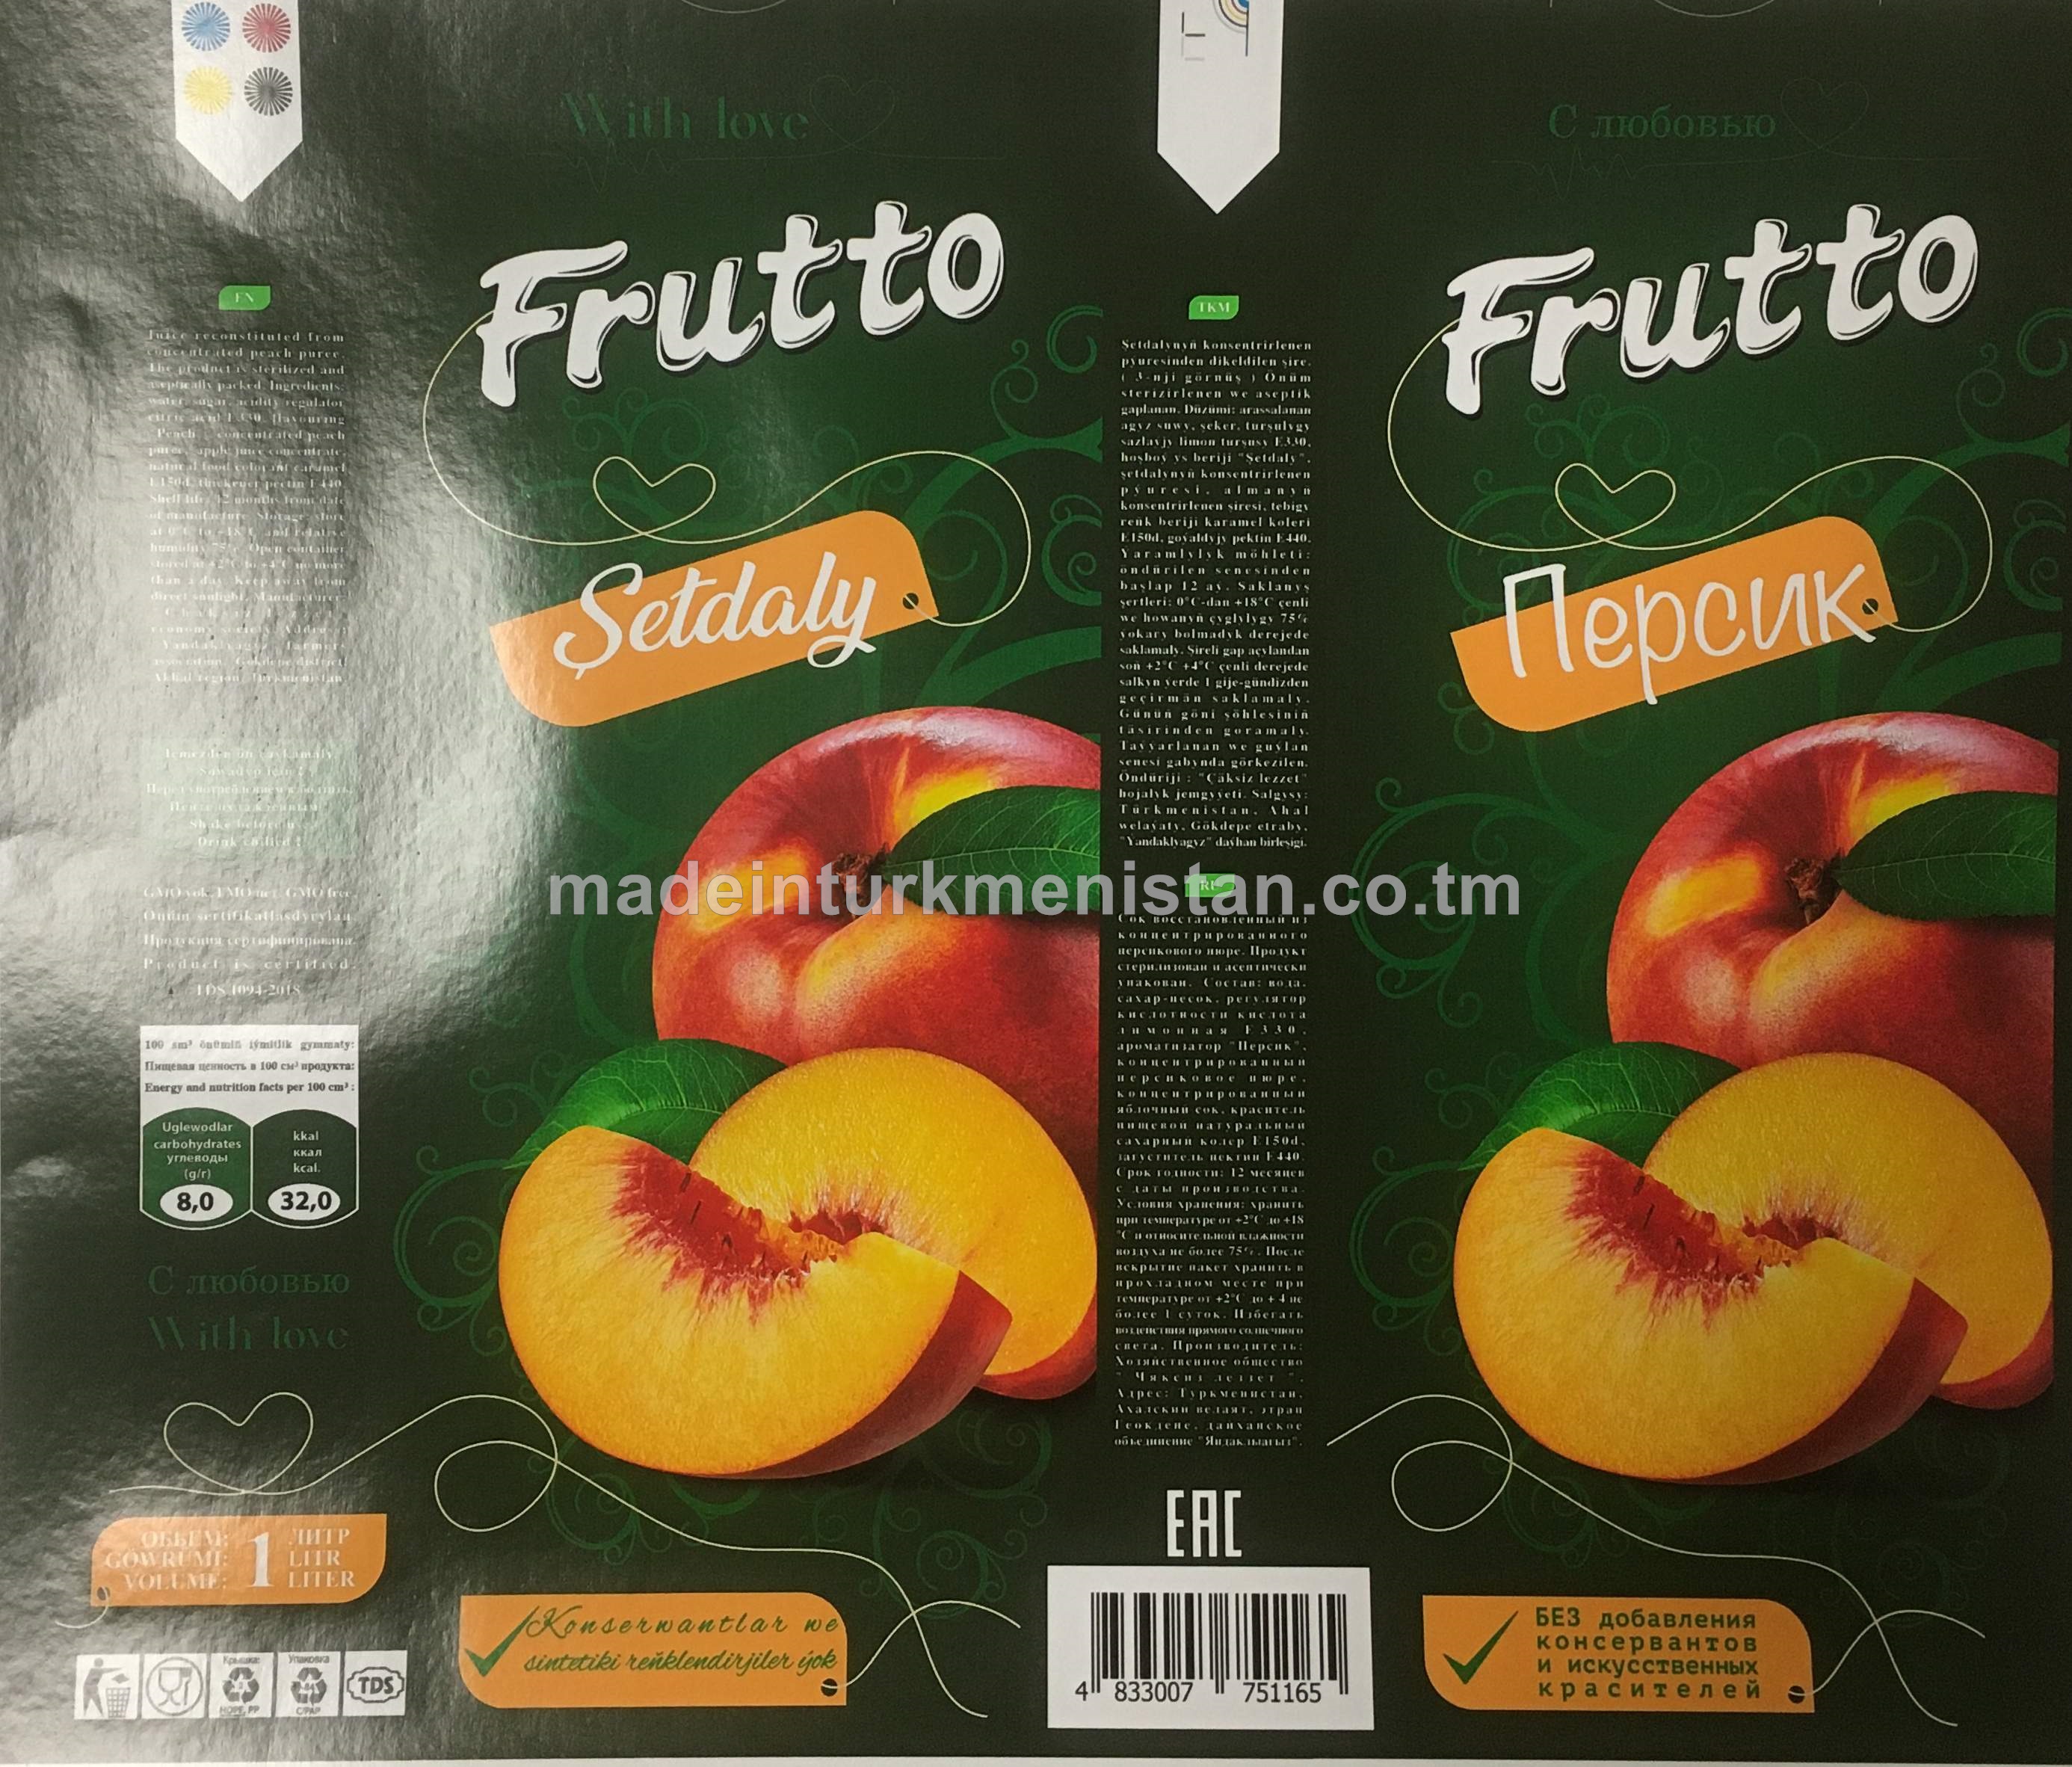 With love
С любовью
Frutto
Frutto
Şetdaly
Персик
EN
Juice reconstituted from
concentrated peach puree.
The product is sterilized and
aseptically packed. Ingredients:
water, sugar, acidity regulator
citric acid E330, flavouring
concentrated peach
puree, apple juice concentrate,
natural food colorant caramel
E150d, thickener pectin E440.
Shelf life: 12 months from date
of manufacture. Storage: store
at 0°C to +18°C and relative
humidity 75%. Open container
stored at +2°C to +4°C no more
than a day. Keep away from
direct sunlight. Manufacturer:
economy society. Address:
Yandaklyagyz farmers
association, Gökdepe district,
Akhal region, Turkmenistan
Shake before use
Drink chilled !
GMO ýok. ГМО нет. GMO free.
Önüm sertifikatlaşdyrylan.
Продукция сертифицирована.
Product is certified.
TDS 1094-2018
100 sm³ önümiň iýmitlik gymmaty:
Пищевая ценность в 100 см³ продукта:
Energy and nutrition facts per 100 cm³ :
Uglewodlar
carbohydrates
углеводы
(g/г)
8,0
kkal
ккал
kcal.
32,0
С любовью
With love
ОБЬЕМ: 1 ЛИТР
GÖWRÜMI: LITR
VOLUME: LITER
Крышка:
HDPE, PP
Упаковка
C/PAP
TDS
Konserwantlar we
sintetiki reňklendirjiler ýok
TKM
Şetdalynyň konsentrirlenen
pýuresinden dikeldilen şire.
( 3-nji görnüş ) Önüm
sterizirlenen we aseptik
gaplanan. Düzümi: arassalanan
agyz suwy, şeker, turşulygy
sazlaýjy limon turşusy E330,
hoşboý ys beriji "Şetdaly",
şetdalynyň konsentrirlenen
pýuresi, almanyň
konsentrirlenen şiresi, tebigy
reňk beriji karamel koleri
E150d, goýaldyjy pektin E440.
Ýaramlylyk möhleti:
öndürilen senesinden
başlap 12 aý. Saklanyş
şertleri: 0°C-dan +18°C çenli
we howanyň çyglylygy 75%
ýokary bolmadyk derejede
saklamaly. Şireli gap açylandan
soň +2°C +4°C çenli derejede
salkyn ýerde 1 gije-gündizden
geçirmän saklamaly.
Günüň göni şöhlesiniň
täsirinden goramaly.
Taýýarlanan we guýlan
senesi gabynda görkezilen.
Öndüriji : "Çäksiz lezzet"
hojalyk jemgyýeti. Salgysy:
Türkmenistan, Ahal
welaýaty, Gökdepe etraby,
"Yandaklyagyz" daýhan birleşigi.
madeinturkmenistan.co.tm
RU
Сок восстановленный из
концентрированного
персикового пюре. Продукт
стерилизован и асептически
упакован. Состав: вода,
сахар-песок, регулятор
кислотности кислота
лимонная E330,
ароматизатор "Персик",
концентрированный
персиковое пюре,
концентрированный
яблочный сок, краситель
пищевой натуральный
сахарный колер E150d,
загуститель пектин E440.
Срок годности: 12 месяцев
с даты производства.
Условия хранения: хранить
при температуре от +2°C до +18
°C и относительной влажности
воздуха не более 75%. После
вскрытие пакет хранить в
прохладном месте при
температуре от +2°C до + 4 не
более 1 суток. Избегать
воздействия прямого солнечного
света. Производитель:
Хозяйственное общество
" Чяксиз леззет ".
Адрес: Туркменистан,
Ахалский велаят, этрап
Геокдепе, дайханское
объединение "Яндаклыагыз".
EAC
4 833007 751165
БЕЗ добавления
консервантов
и искусственных
красителей